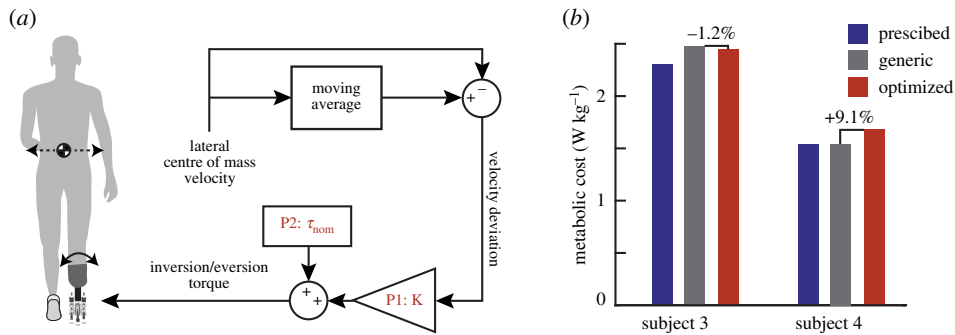 (a)
moving
average
+
−
lateral
centre of mass
velocity
velocity deviation
P2: τnom
inversion/eversion
torque
+
+
P1: K
(b)
metabolic cost (W kg⁻¹)
2
1
0
−1.2%
+9.1%
prescibed
generic
optimized
subject 3
subject 4